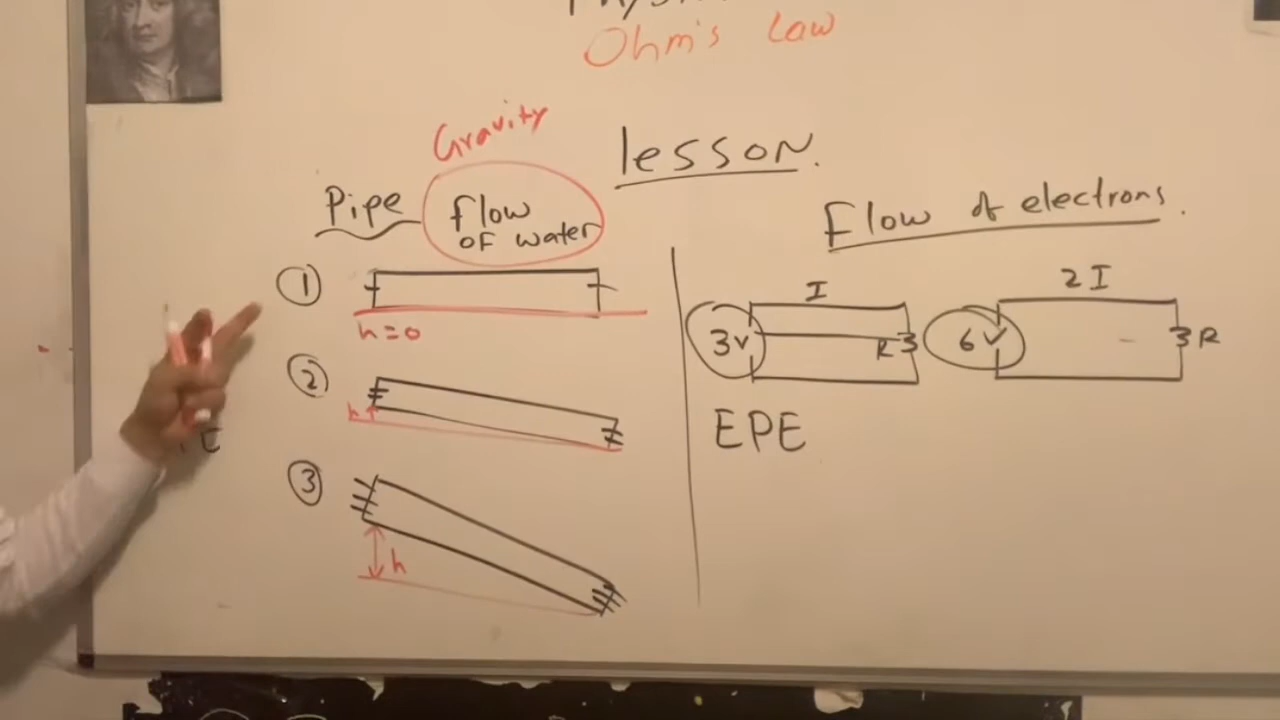 Ohm's Law
lesson.
Gravity
Pipe
flow
OF water
1
h=0
2
h
3
h
Flow of electrons.
I
3v
R
2I
6V
R
EPE